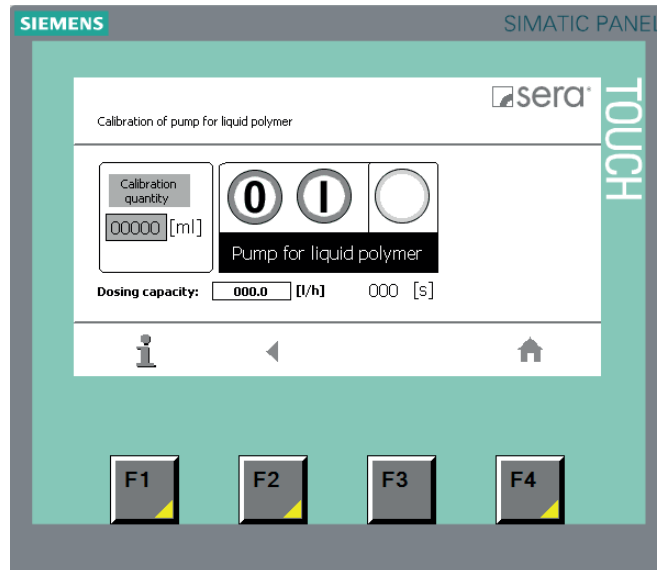 SIEMENS
SIMATIC PANEL
TOUCH
sera
Calibration of pump for liquid polymer
Calibration
quantity
00000 [ml]
0 I
Pump for liquid polymer
Dosing capacity: 000.0 [l/h] 000 [s]
i
F1 F2 F3 F4